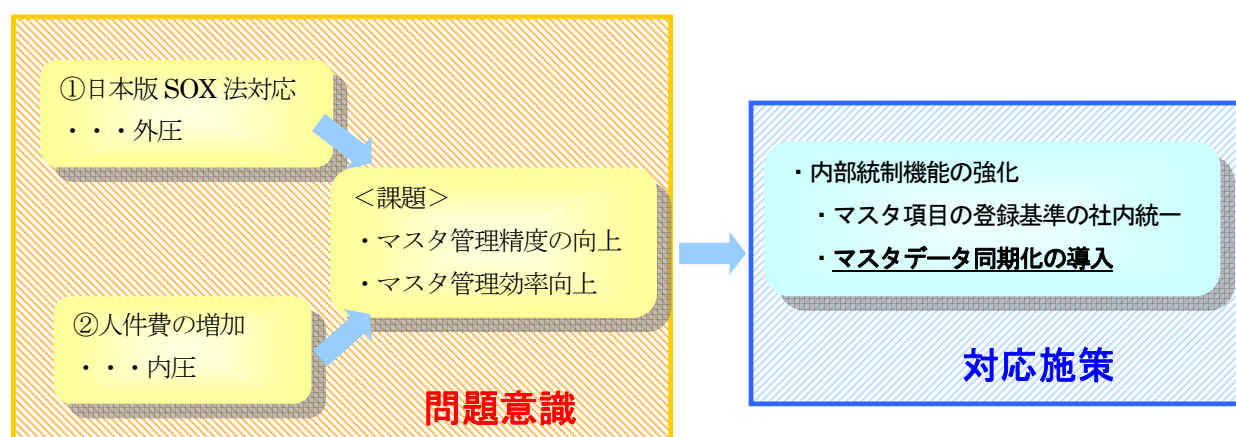 ①日本版 SOX 法対応
・・・外圧
<課題>
・マスタ管理精度の向上
・マスタ管理効率向上
②人件費の増加
・・・内圧
問題意識
・内部統制機能の強化
・マスタ項目の登録基準の社内統一
・マスタデータ同期化の導入
対応施策